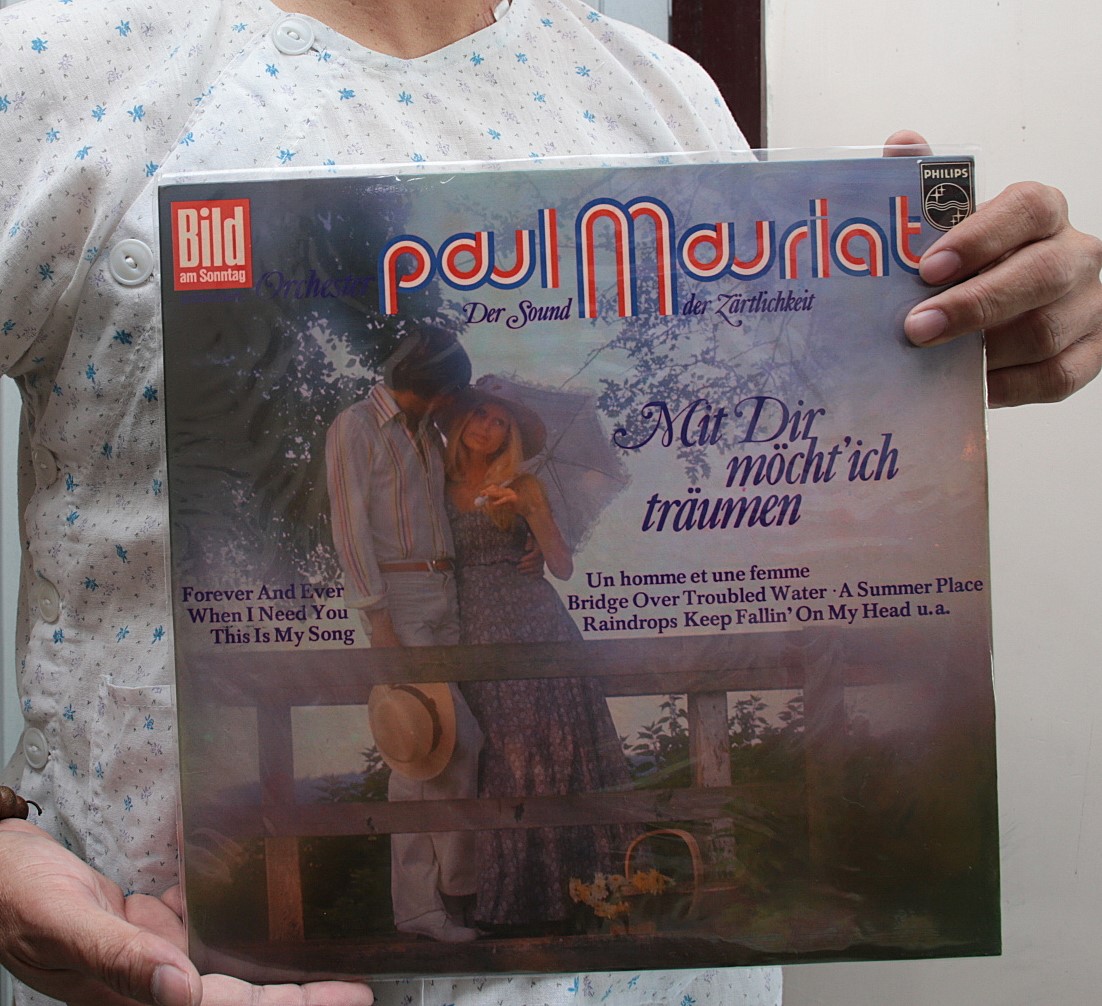 Bild
am Sonntag
PHILIPS
Orchester
paul Mauriat
Der Sound der Zärtlichkeit
Mit Dir
möcht'ich
träumen
Forever And Ever
When I Need You
This Is My Song
Un homme et une femme
Bridge Over Troubled Water · A Summer Place
Raindrops Keep Fallin' On My Head u.a.